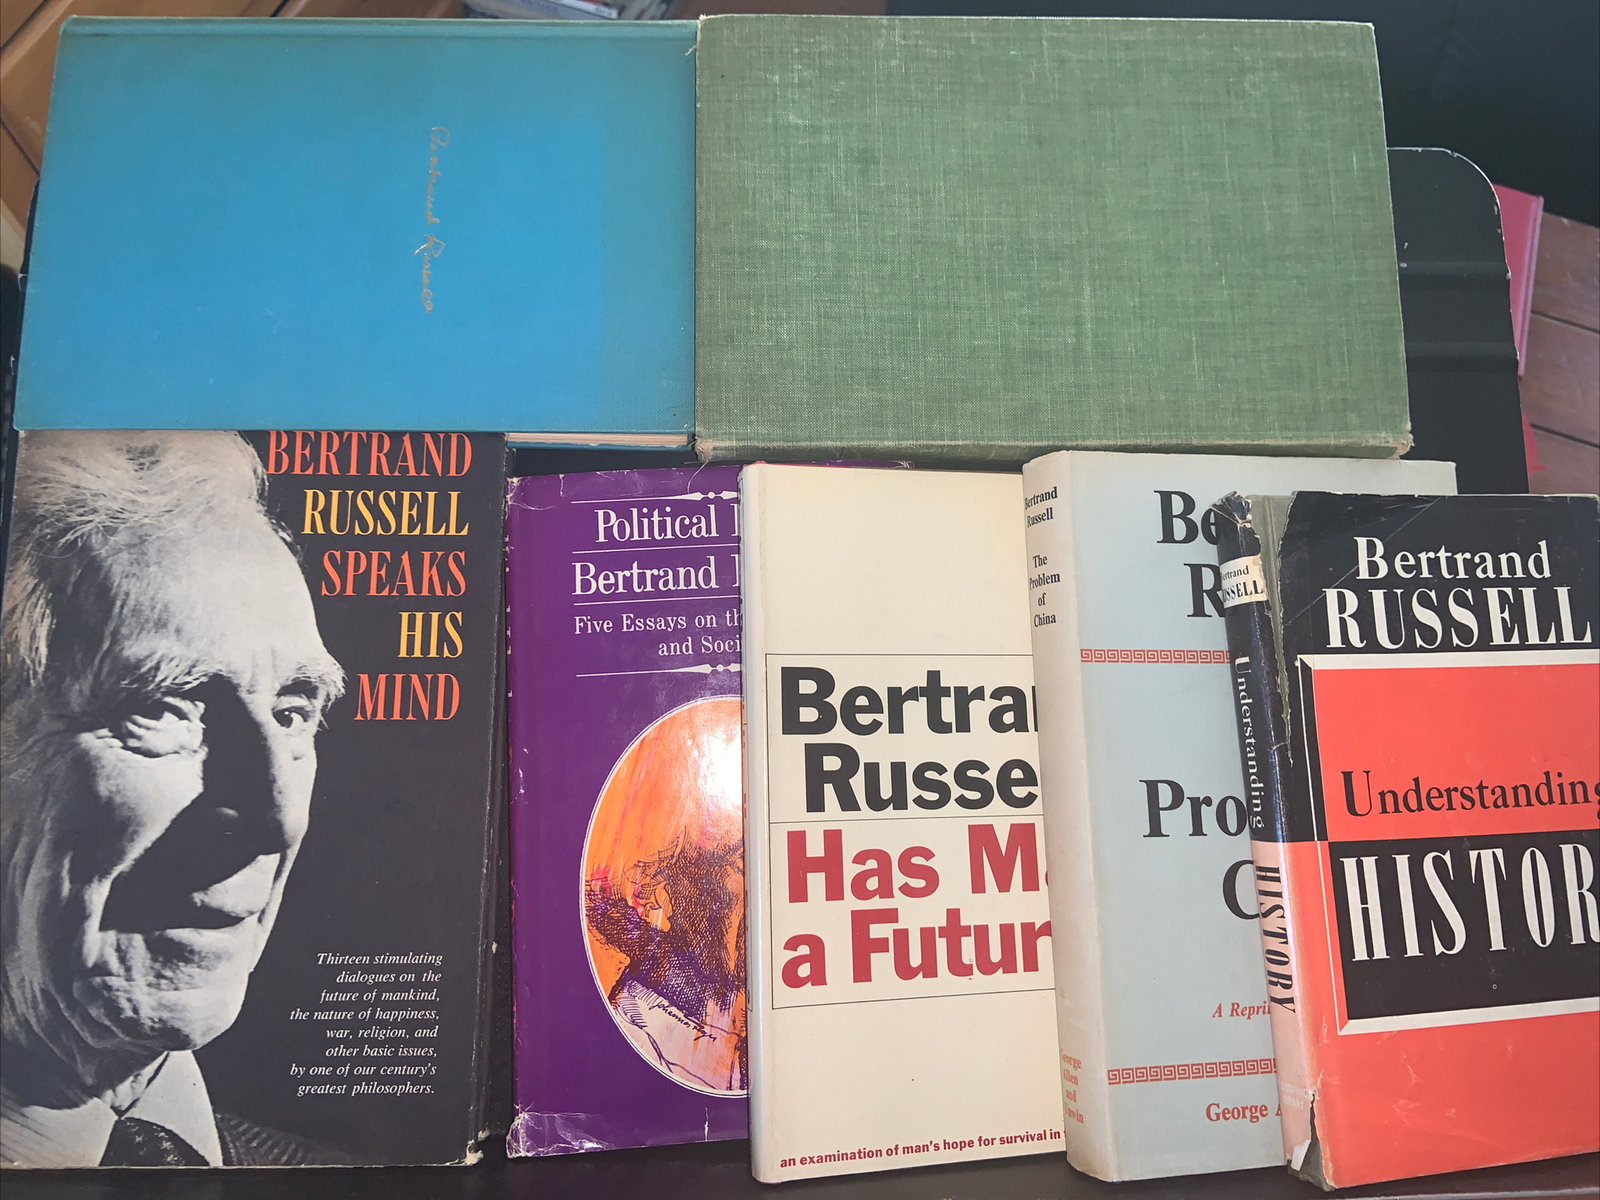 Bertrand Russell
BERTRAND
RUSSELL
SPEAKS
HIS
MIND
Thirteen stimulating
dialogues on the
future of mankind,
the nature of happiness,
war, religion, and
other basic issues,
by one of our century's
greatest philosophers.
Political
Bertrand
Five Essays on th
and Soci
Bertra
Russe
Has M
a Futur
an examination of man's hope for survival in
Bertrand
Russell
The
Problem
of
China
George
Allen
and
Unwin
Be
R
Pro
C
A Repri
George A
Bertrand
RUSSELL
Understanding
HISTORY
Bertrand
RUSSELL
Understanding
HISTOR